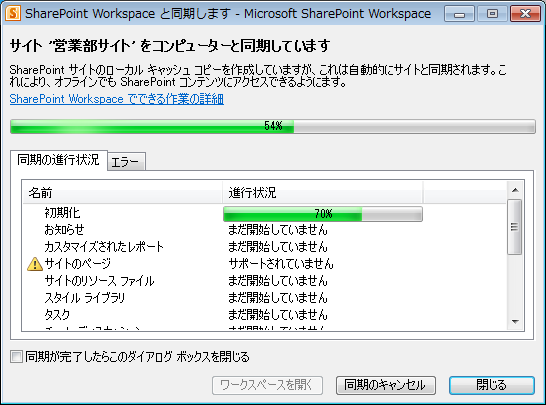 SharePoint Workspace と同期します - Microsoft SharePoint Workspace
サイト '営業部サイト' をコンピューターと同期しています
SharePoint サイトのローカル キャッシュ コピーを作成していますが、これは自動的にサイトと同期されます。こ
れにより、オフラインでも SharePoint コンテンツにアクセスできるようになります。
SharePoint Workspace でできる作業の詳細
54%
同期の進行状況 エラー
名前 進行状況
初期化 70%
お知らせ まだ開始していません
カスタマイズされたレポート まだ開始していません
サイトのページ サポートされていません
サイトのリソース ファイル まだ開始していません
スタイル ライブラリ まだ開始していません
タスク まだ開始していません
同期が完了したらこのダイアログ ボックスを閉じる
ワークスペースを開く 同期のキャンセル 閉じる